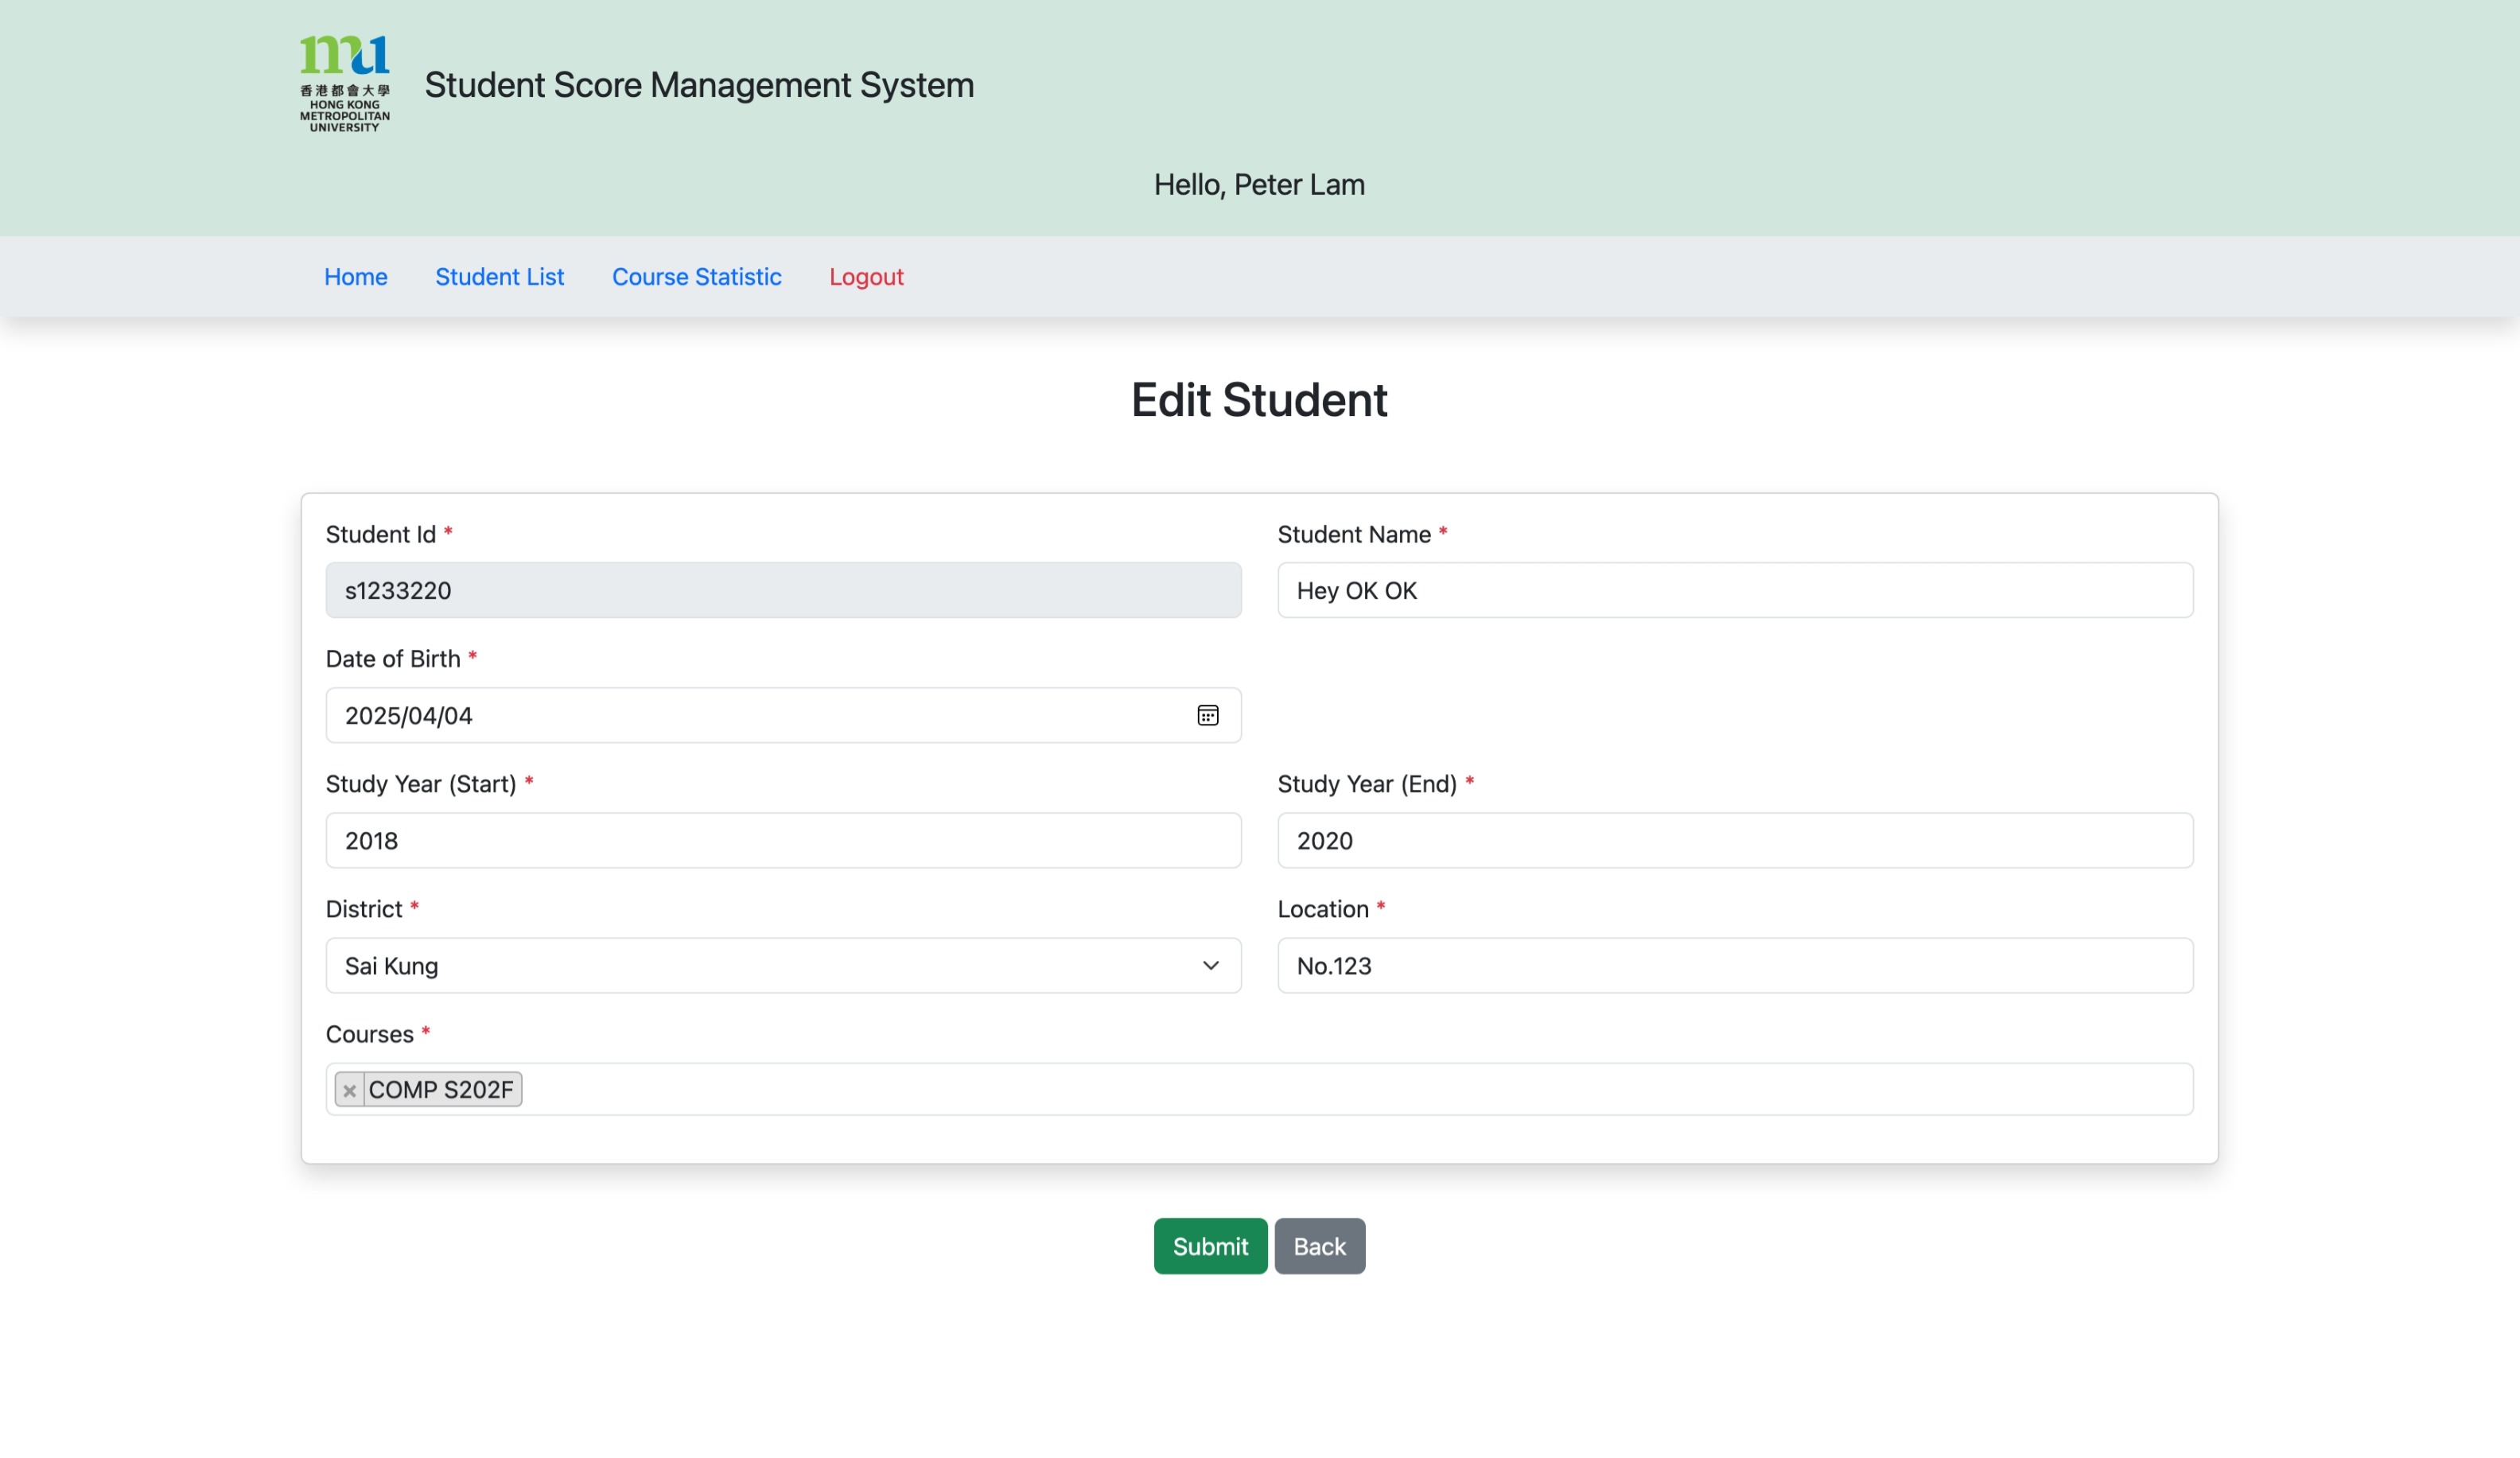 mu
香港都會大學
HONG KONG
METROPOLITAN
UNIVERSITY
Student Score Management System
Hello, Peter Lam
Home Student List Course Statistic Logout
Edit Student
Student Id * Student Name *
s1233220 Hey OK OK
Date of Birth *
2025/04/04
Study Year (Start) * Study Year (End) *
2018 2020
District * Location *
Sai Kung No.123
Courses *
× COMP S202F
Submit Back